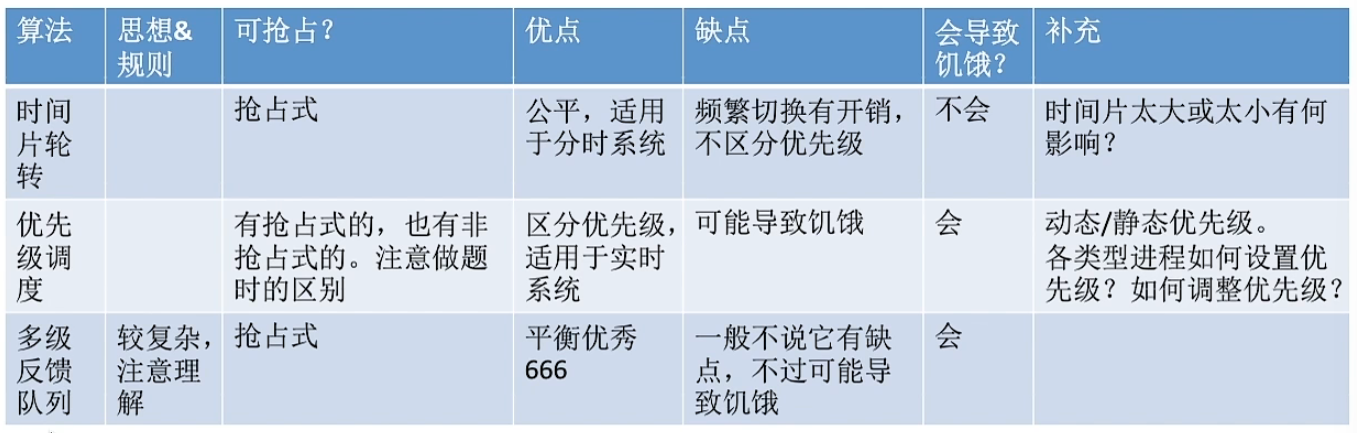 算法
思想&
规则
可抢占？
优点
缺点
会导致
饥饿？
补充
时间
片轮
转
抢占式
公平，适用
于分时系统
频繁切换有开销，
不区分优先级
不会
时间片太大或太小有何
影响？
优先
级调
度
有抢占式的，也有非
抢占式的。注意做题
时的区别
区分优先级，
适用于实时
系统
可能导致饥饿
会
动态/静态优先级。
各类型进程如何设置优
先级？如何调整优先级？
多级
反馈
队列
较复杂，
注意理
解
抢占式
平衡优秀
666
一般不说它有缺
点，不过可能导
致饥饿
会